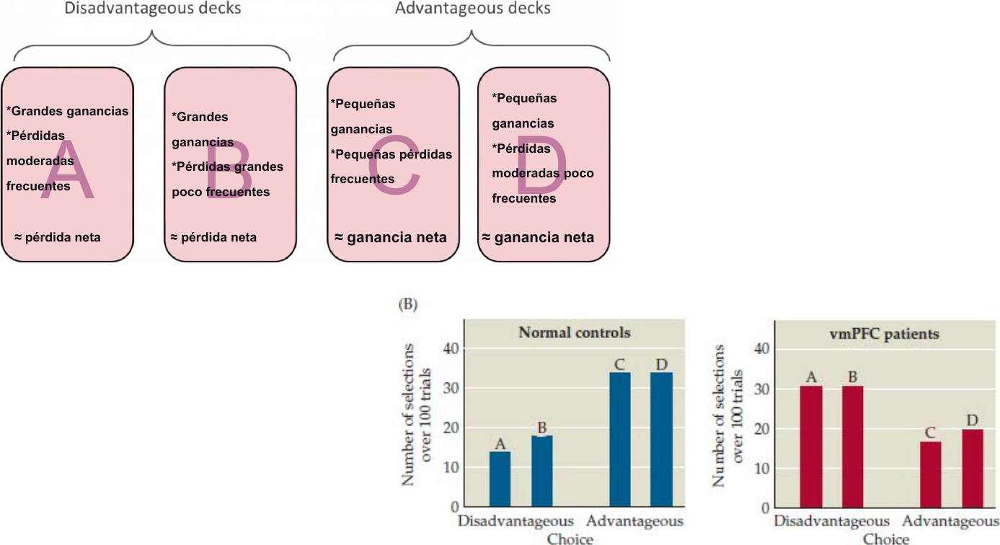 Disadvantageous decks
Advantageous decks
*Grandes ganancias
*Pérdidas
moderadas
frecuentes
A
≈ pérdida neta
*Grandes
ganancias
*Pérdidas grandes
poco frecuentes
B
≈ pérdida neta
*Pequeñas
ganancias
*Pequeñas pérdidas
frecuentes
C
≈ ganancia neta
*Pequeñas
ganancias
*Pérdidas
moderadas poco
frecuentes
D
≈ ganancia neta
(B)
Normal controls
Number of selections
over 100 trials
40
30
20
10
0
A
B
C
D
Disadvantageous
Advantageous
Choice
vmPFC patients
Number of selections
over 100 trials
40
30
20
10
0
A
B
C
D
Disadvantageous
Advantageous
Choice